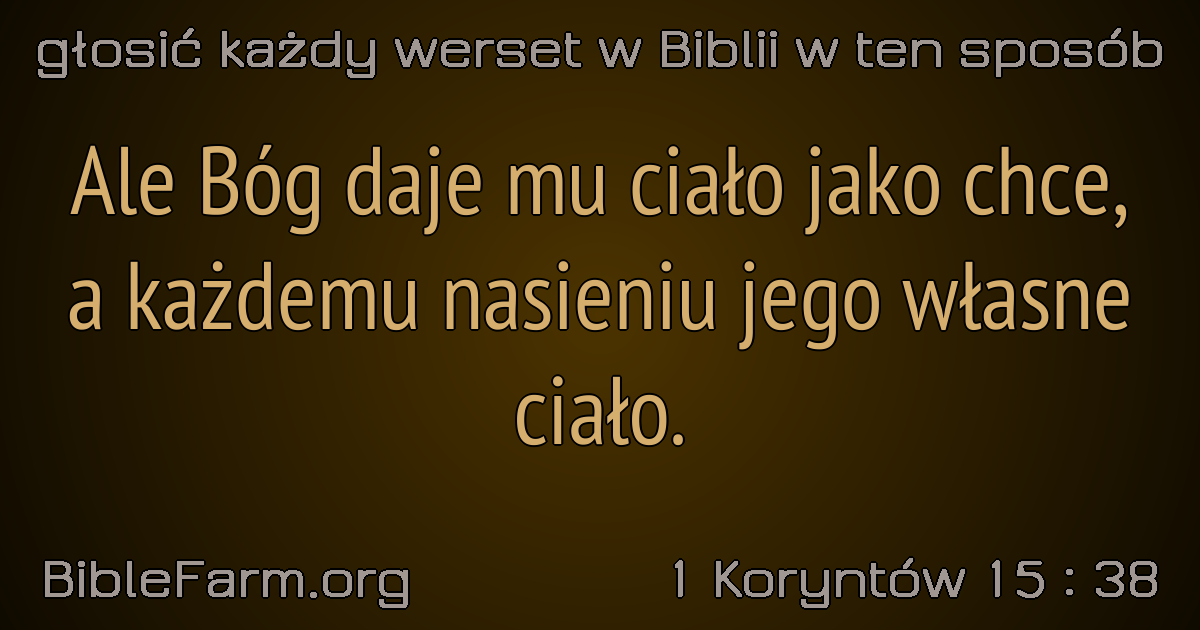 głosić każdy werset w Biblii w ten sposób
Ale Bóg daje mu ciało jako chce,
a każdemu nasieniu jego własne
ciało.
BibleFarm.org
1 Koryntów 15 : 38